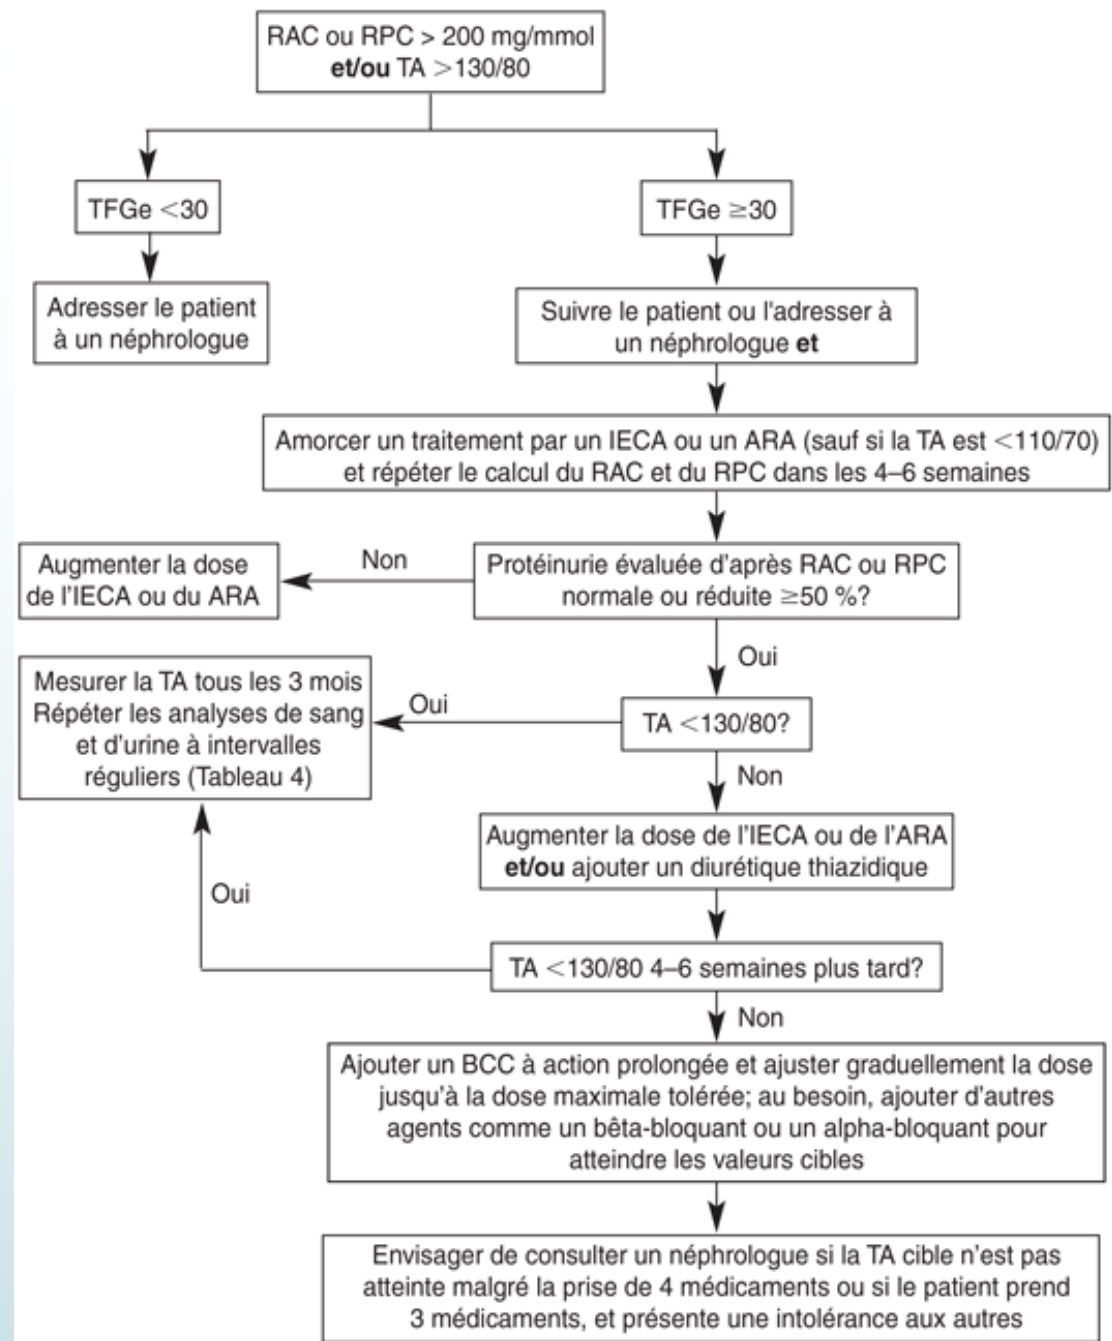 RAC ou RPC > 200 mg/mmol
et/ou TA >130/80
TFGe <30
TFGe ≥30
Adresser le patient
à un néphrologue
Suivre le patient ou l'adresser à
un néphrologue et
Amorcer un traitement par un IECA ou un ARA (sauf si la TA est <110/70)
et répéter le calcul du RAC et du RPC dans les 4–6 semaines
Augmenter la dose
de l'IECA ou du ARA
Non
Protéinurie évaluée d'après RAC ou RPC
normale ou réduite ≥50 %?
Oui
Mesurer la TA tous les 3 mois
Répéter les analyses de sang
et d'urine à intervalles
réguliers (Tableau 4)
Oui
TA <130/80?
Non
Augmenter la dose de l'IECA ou de l'ARA
et/ou ajouter un diurétique thiazidique
Oui
TA <130/80 4–6 semaines plus tard?
Non
Ajouter un BCC à action prolongée et ajuster graduellement la dose
jusqu'à la dose maximale tolérée; au besoin, ajouter d'autres
agents comme un bêta-bloquant ou un alpha-bloquant pour
atteindre les valeurs cibles
Envisager de consulter un néphrologue si la TA cible n'est pas
atteinte malgré la prise de 4 médicaments ou si le patient prend
3 médicaments, et présente une intolérance aux autres